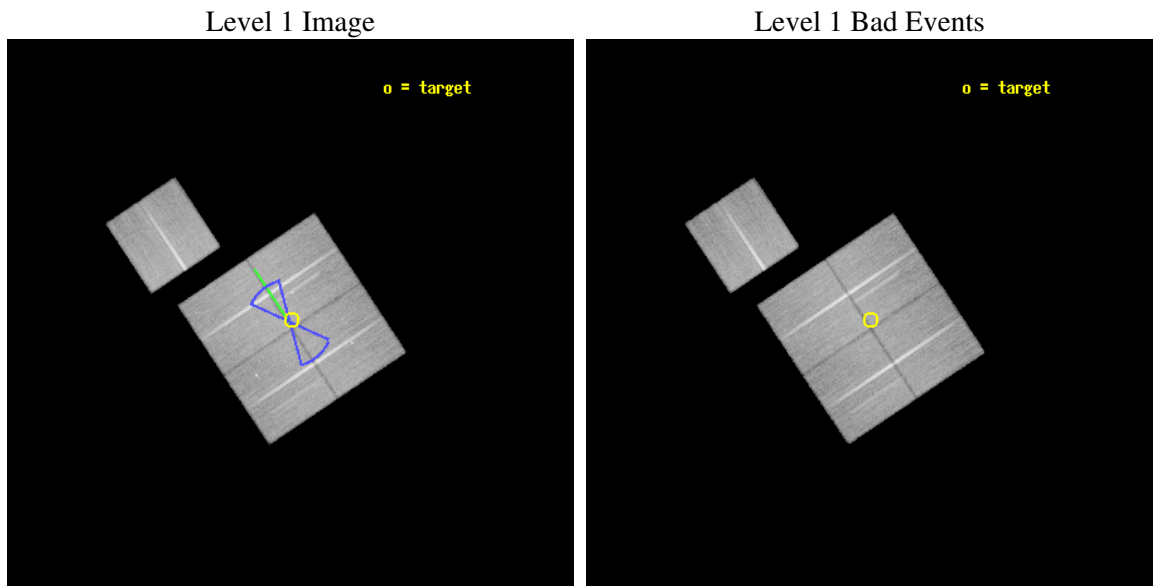 Level 1 Image
Level 1 Bad Events
o = target
o = target